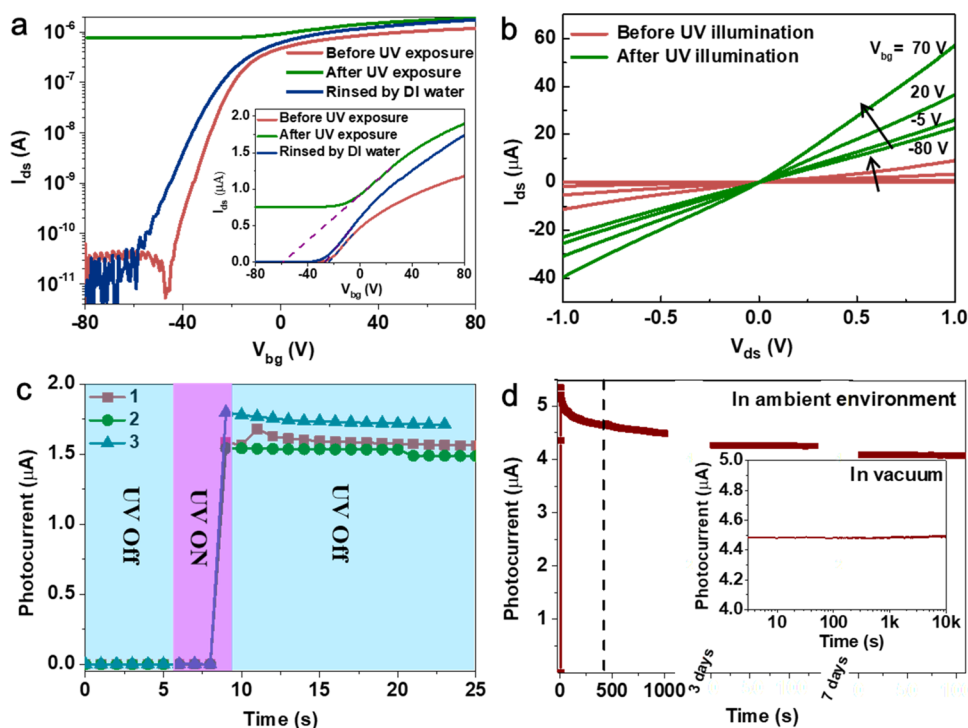 a
I_ds (A)
10^-6
10^-7
10^-8
10^-9
10^-10
10^-11
-80 -40 0 40 80
V_bg (V)
Before UV exposure
After UV exposure
Rinsed by DI water
Before UV exposure
After UV exposure
Rinsed by DI water
I_ds (μA)
2.0
1.5
1.0
0.5
0.0
-80 -40 0 40 80
V_bg (V)
b
I_ds (μA)
60
40
20
0
-20
-40
-1.0 -0.5 0.0 0.5 1.0
V_ds (V)
Before UV illumination
After UV illumination
V_bg = 70 V
20 V
-5 V
-80 V
c
Photocurrent (μA)
2.0
1.5
1.0
0.5
0.0
0 5 10 15 20 25
Time (s)
1
2
3
UV Off
UV ON
UV Off
d
Photocurrent (μA)
5
4
3
2
1
0 500 1000
3 days
7 days
Time (s)
In ambient environment
In vacuum
Photocurrent (μA)
5.0
4.8
4.6
4.4
4.2
4.0
10 100 1k 10k
Time (s)